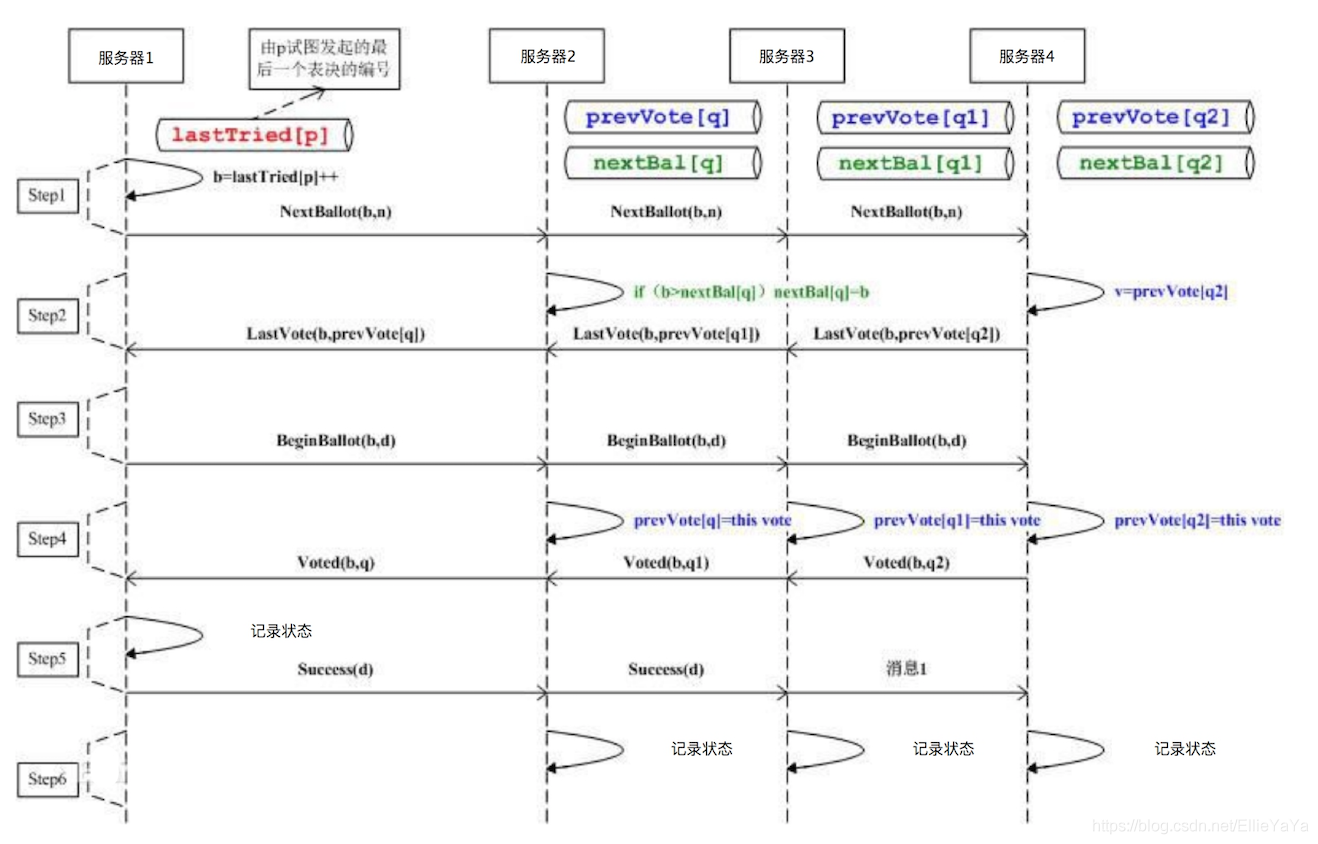 服务器1
由p试图发起的最
后一个表决的编号
服务器2
服务器3
服务器4
lastTried[p]
prevVote[q]
prevVote[q1]
prevVote[q2]
nextBal[q]
nextBal[q1]
nextBal[q2]
Step1
b=lastTried[p]++
NextBallot(b,n)
NextBallot(b,n)
NextBallot(b,n)
Step2
if（b>nextBal[q]）nextBal[q]=b
v=prevVote[q2]
LastVote(b,prevVote[q])
LastVote(b,prevVote[q1])
LastVote(b,prevVote[q2])
Step3
BeginBallot(b,d)
BeginBallot(b,d)
BeginBallot(b,d)
Step4
prevVote[q]=this vote
prevVote[q1]=this vote
prevVote[q2]=this vote
Voted(b,q)
Voted(b,q1)
Voted(b,q2)
Step5
记录状态
Success(d)
Success(d)
消息1
Step6
记录状态
记录状态
记录状态
https://blog.csdn.net/EllieYaYa